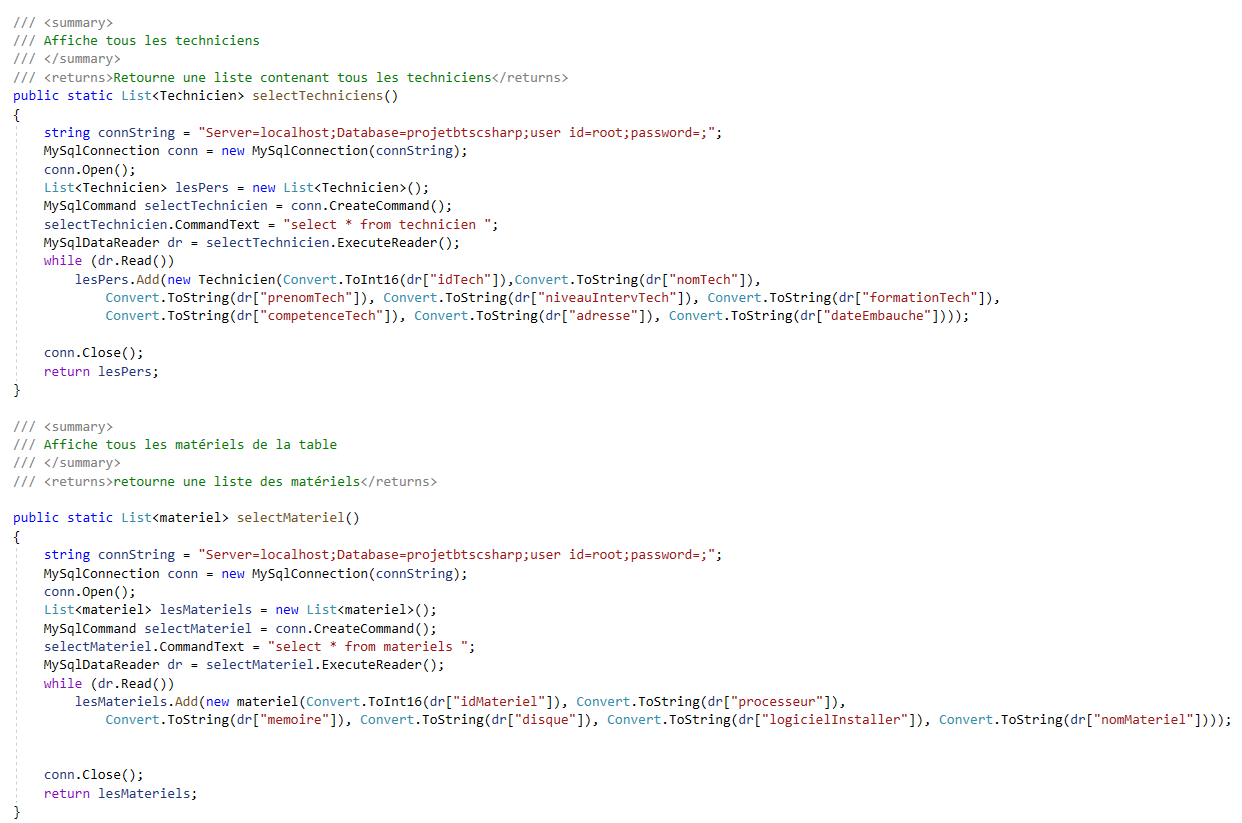 /// <summary>
/// Affiche tous les techniciens
/// </summary>
/// <returns>Retourne une liste contenant tous les techniciens</returns>
public static List<Technicien> selectTechniciens()
{
    string connString = "Server=localhost;Database=projetbtscsharp;user id=root;password=;";
    MySqlConnection conn = new MySqlConnection(connString);
    conn.Open();
    List<Technicien> lesPers = new List<Technicien>();
    MySqlCommand selectTechnicien = conn.CreateCommand();
    selectTechnicien.CommandText = "select * from technicien ";
    MySqlDataReader dr = selectTechnicien.ExecuteReader();
    while (dr.Read())
        lesPers.Add(new Technicien(Convert.ToInt16(dr["idTech"]),Convert.ToString(dr["nomTech"]),
            Convert.ToString(dr["prenomTech"]), Convert.ToString(dr["niveauIntervTech"]), Convert.ToString(dr["formationTech"]),
            Convert.ToString(dr["competenceTech"]), Convert.ToString(dr["adresse"]), Convert.ToString(dr["dateEmbauche"])));

    conn.Close();
    return lesPers;
}

/// <summary>
/// Affiche tous les matériels de la table
/// </summary>
/// <returns>retourne une liste des matériels</returns>

public static List<materiel> selectMateriel()
{
    string connString = "Server=localhost;Database=projetbtscsharp;user id=root;password=;";
    MySqlConnection conn = new MySqlConnection(connString);
    conn.Open();
    List<materiel> lesMateriels = new List<materiel>();
    MySqlCommand selectMateriel = conn.CreateCommand();
    selectMateriel.CommandText = "select * from materiels ";
    MySqlDataReader dr = selectMateriel.ExecuteReader();
    while (dr.Read())
        lesMateriels.Add(new materiel(Convert.ToInt16(dr["idMateriel"]), Convert.ToString(dr["processeur"]),
            Convert.ToString(dr["memoire"]), Convert.ToString(dr["disque"]), Convert.ToString(dr["logicielInstaller"]), Convert.ToString(dr["nomMateriel"])));


    conn.Close();
    return lesMateriels;
}